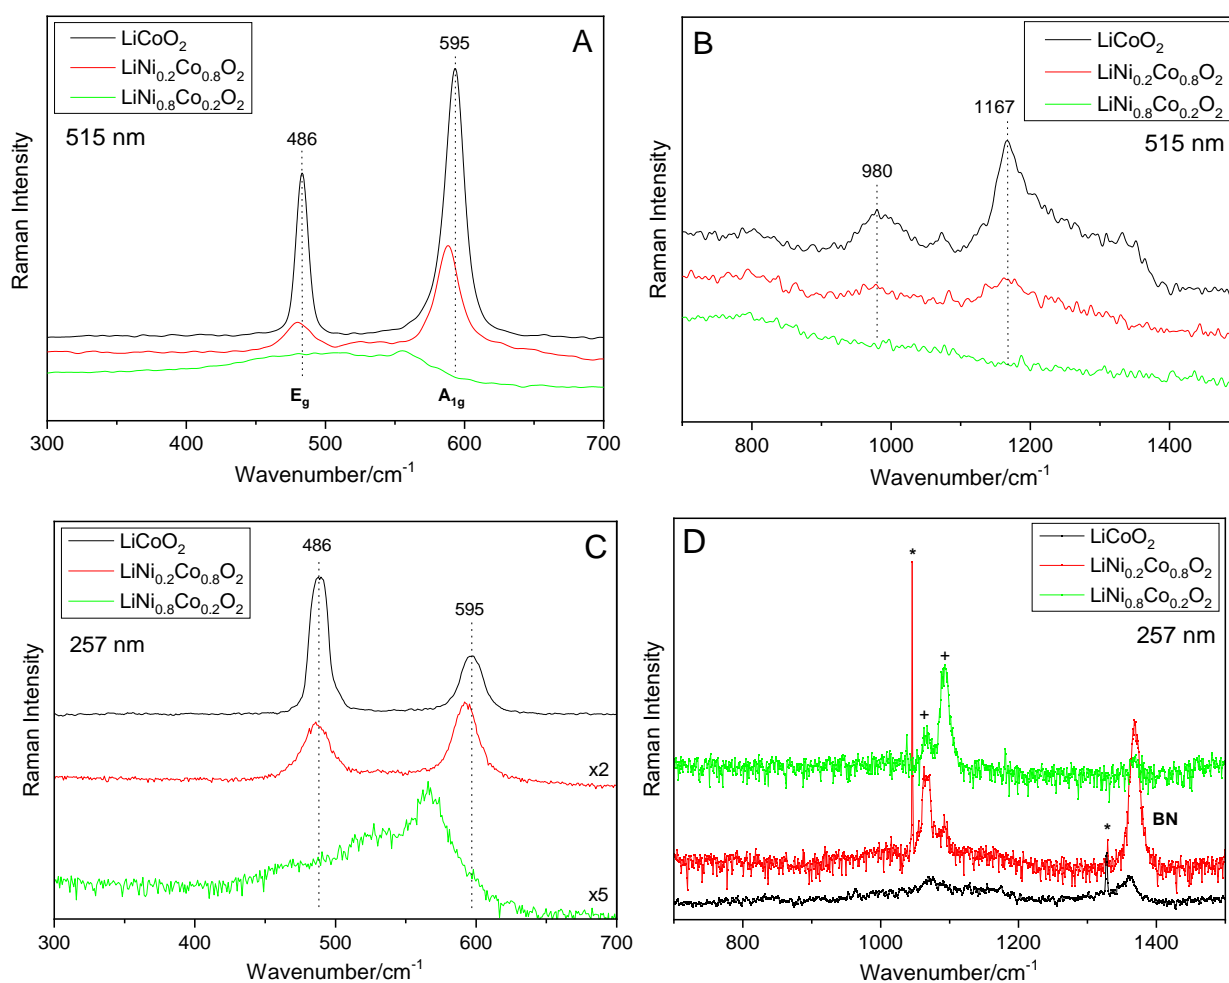 LiCoO2
LiNi0.2Co0.8O2
LiNi0.8Co0.2O2
515 nm
A
595
486
Eg
A1g
Raman Intensity
300 400 500 600 700
Wavenumber/cm-1
B
LiCoO2
LiNi0.2Co0.8O2
LiNi0.8Co0.2O2
515 nm
1167
980
Raman Intensity
800 1000 1200 1400
Wavenumber/cm-1
LiCoO2
LiNi0.2Co0.8O2
LiNi0.8Co0.2O2
257 nm
C
486
595
x2
x5
Raman Intensity
300 400 500 600 700
Wavenumber/cm-1
D
LiCoO2
LiNi0.2Co0.8O2
LiNi0.8Co0.2O2
257 nm
*
+
+
*
BN
Raman Intensity
800 1000 1200 1400
Wavenumber/cm-1